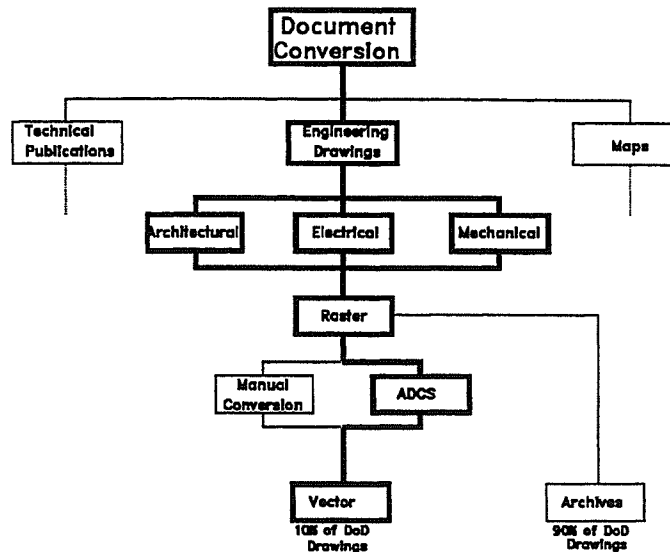 Document
Conversion
Technical
Publications
Engineering
Drawings
Maps
Architectural
Electrical
Mechanical
Raster
Manual
Conversion
ADCS
Vector
10% of DoD
Drawings
Archives
90% of DoD
Drawings